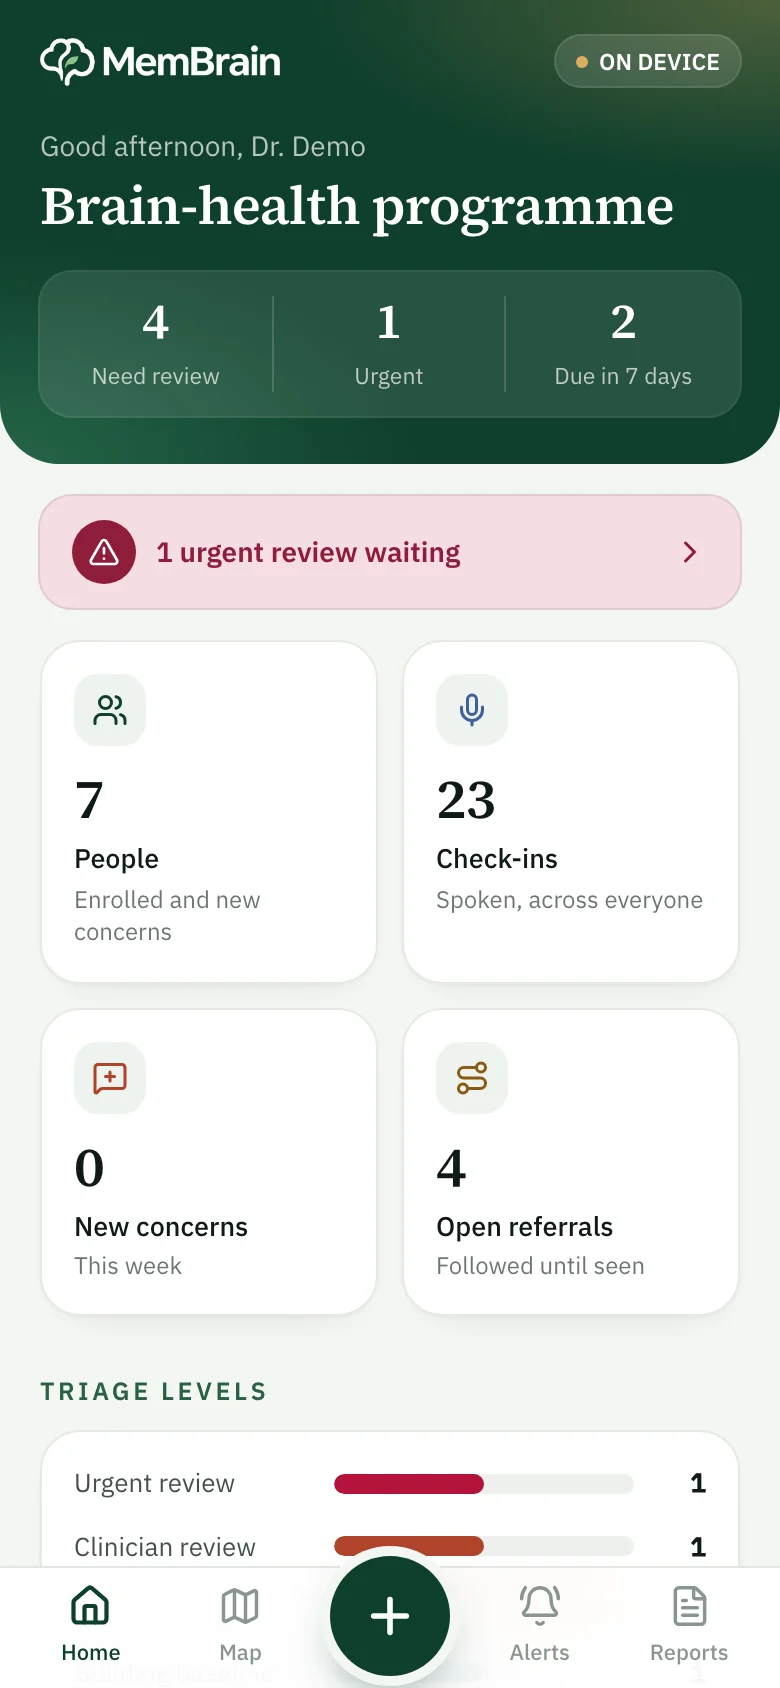 MemBrain
ON DEVICE
Good afternoon, Dr. Demo
Brain-health programme
4
1
2
Need review
Urgent
Due in 7 days
1 urgent review waiting
7
People
Enrolled and new
concerns
23
Check-ins
Spoken, across everyone
0
New concerns
This week
4
Open referrals
Followed until seen
TRIAGE LEVELS
Urgent review
1
Clinician review
1
Building baseline
1
Home
Map
Alerts
Reports